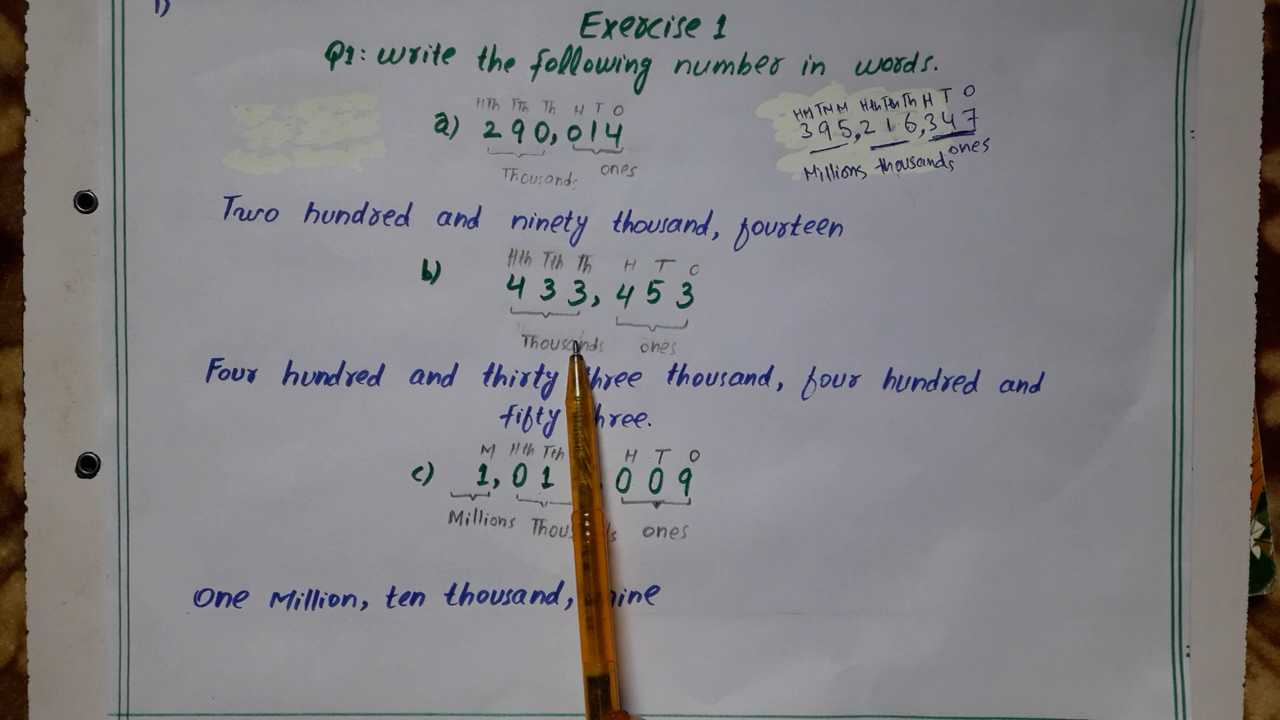 1)
Exercise 1
Q1: Write the following number in words.
HTh TTh Th H T O
a) 290,014
Thousands ones
HM TM M Hth Tth Th H T O
395,216,347
Millions thousands ones
Two hundred and ninety thousand, fourteen
Hth Tth Th H T O
b) 433,453
Thousands ones
Four hundred and thirty three thousand, four hundred and
fifty three.
M Hth Tth H T O
c) 1,01 ,009
Millions Thousands ones
One Million, ten thousand, nine